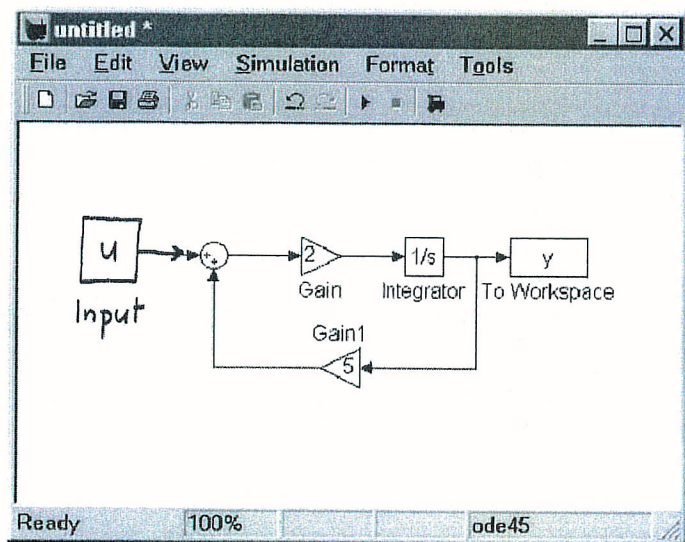 untitled *
File Edit View Simulation Format Tools
u
Input
+
+
2
Gain
1/s
Integrator
y
To Workspace
Gain1
5
Ready 100% ode45